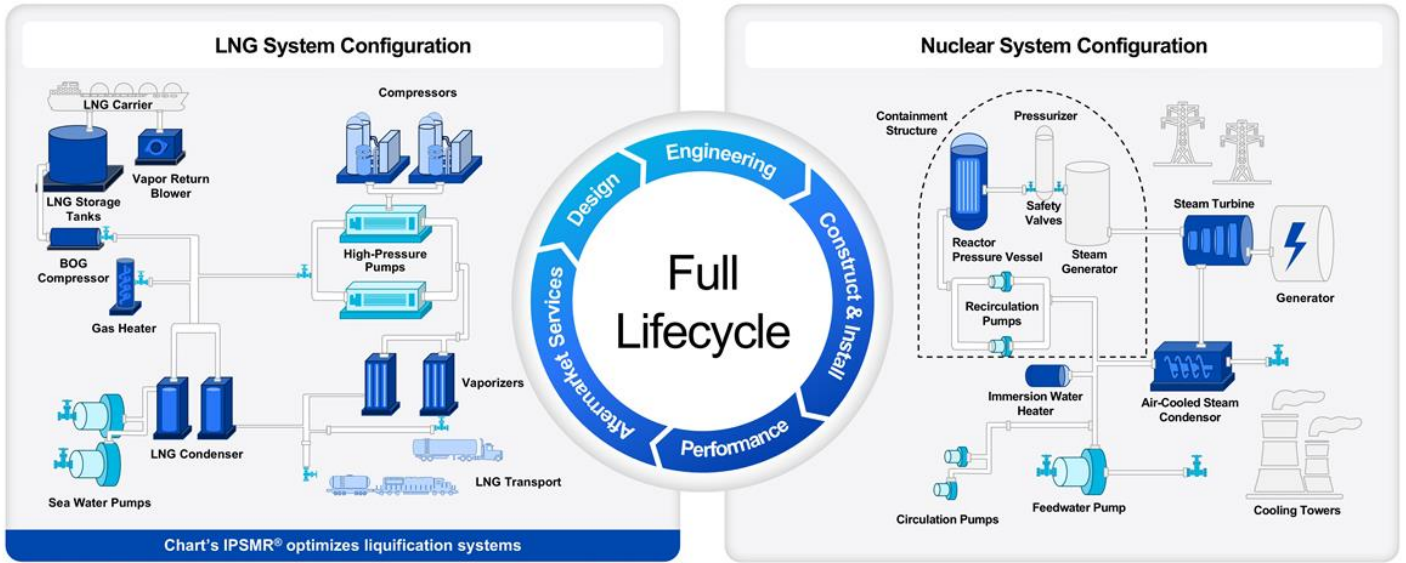 LNG System Configuration
LNG Carrier
Vapor Return
Blower
LNG Storage
Tanks
BOG
Compressor
Gas Heater
Compressors
High-Pressure
Pumps
Vaporizers
LNG Condenser
Sea Water Pumps
LNG Transport
Chart's IPSMR® optimizes liquification systems
Design
Engineering
Construct & Install
Performance
Aftermarket Services
Full
Lifecycle
Nuclear System Configuration
Containment
Structure
Pressurizer
Safety
Valves
Reactor
Pressure Vessel
Steam
Generator
Steam Turbine
Generator
Recirculation
Pumps
Immersion Water
Heater
Air-Cooled Steam
Condensor
Circulation Pumps
Feedwater Pump
Cooling Towers